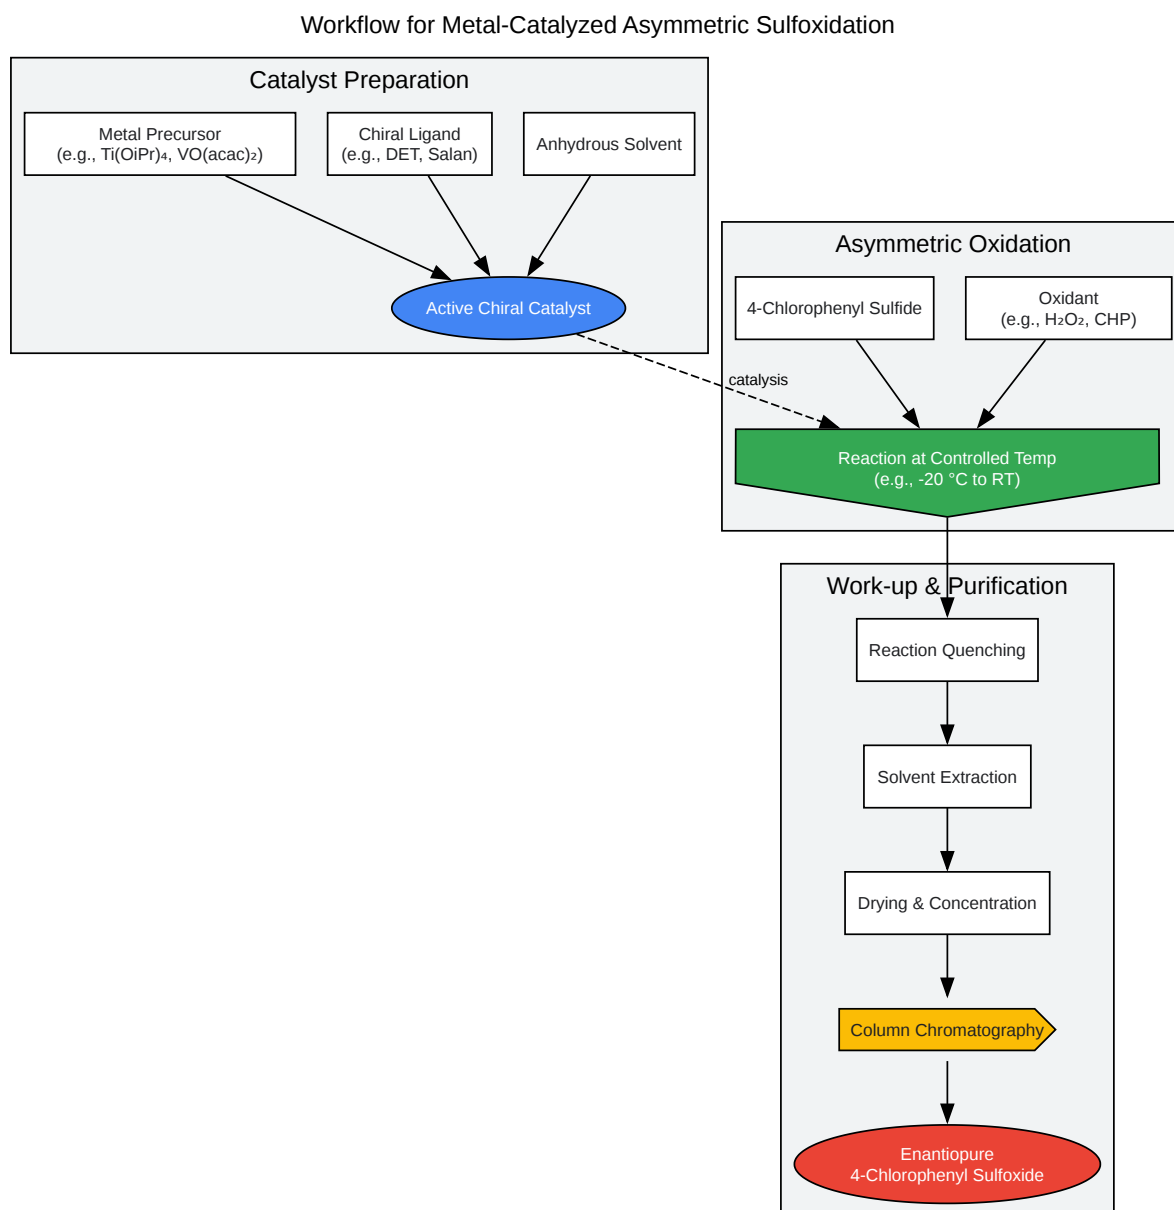 Workflow for Metal-Catalyzed Asymmetric Sulfoxidation
Catalyst Preparation
Metal Precursor
(e.g., Ti(OiPr)₄, VO(acac)₂)
Chiral Ligand
(e.g., DET, Salan)
Anhydrous Solvent
Active Chiral Catalyst
Asymmetric Oxidation
4-Chlorophenyl Sulfide
Oxidant
(e.g., H₂O₂, CHP)
catalysis
Reaction at Controlled Temp
(e.g., -20 °C to RT)
Work-up & Purification
Reaction Quenching
Solvent Extraction
Drying & Concentration
Column Chromatography
Enantiopure
4-Chlorophenyl Sulfoxide